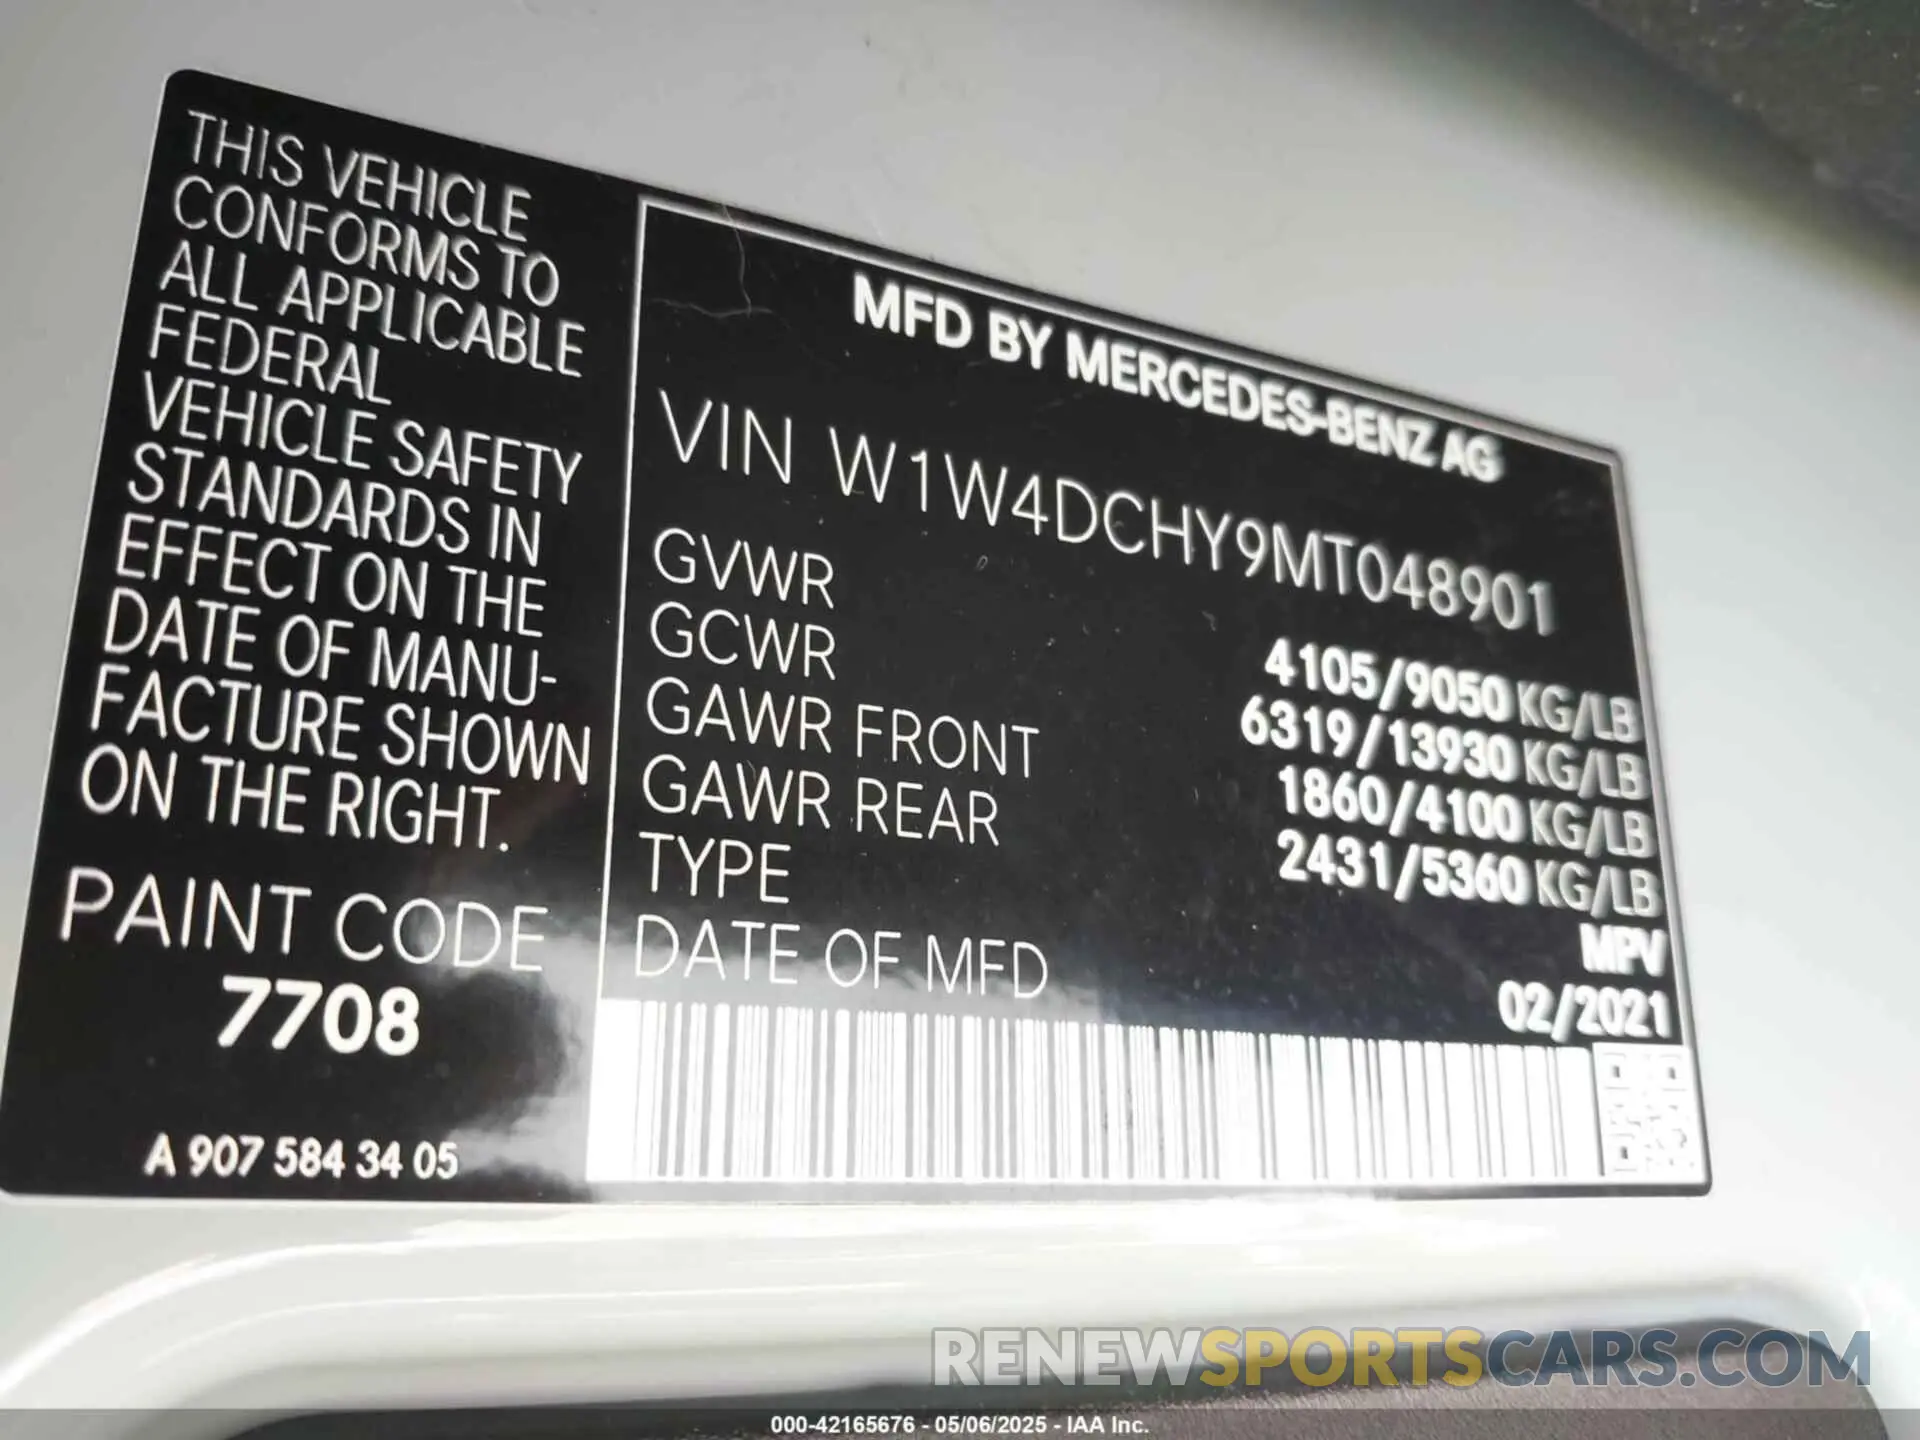 THIS VEHICLE
CONFORMS TO
ALL APPLICABLE
FEDERAL
VEHICLE SAFETY
STANDARDS IN
EFFECT ON THE
DATE OF MANU-
FACTURE SHOWN
ON THE RIGHT.
PAINT CODE
7708
A 907 584 34 05
MFD BY MERCEDES-BENZ AG
VIN W1W4DCHY9MT048901
GVWR 4105/9050 KG/LB
GCWR 6319/13930 KG/LB
GAWR FRONT 1860/4100 KG/LB
GAWR REAR 2431/5360 KG/LB
TYPE MPV
DATE OF MFD 02/2021
RENEWSPORTSCARS.COM
000-42165676 - 05/06/2025 - IAA Inc.